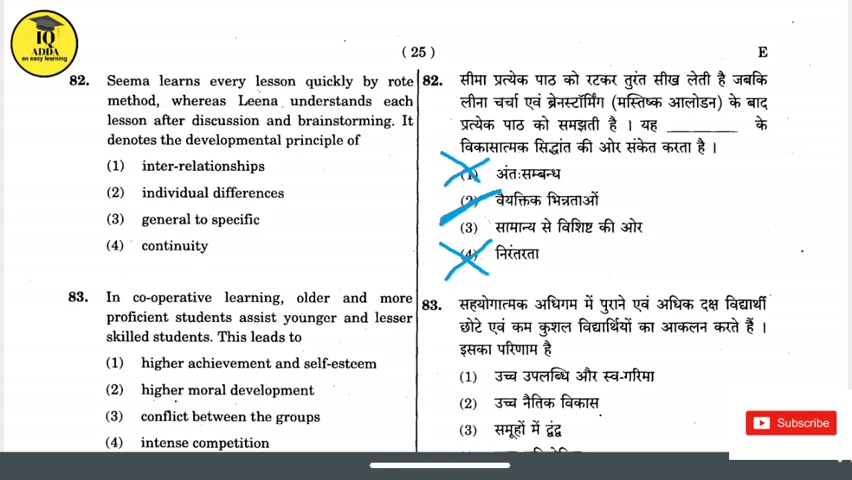 IQ
ADDA
an easy learning
( 25 )
E
82. Seema learns every lesson quickly by rote
method, whereas Leena understands each
lesson after discussion and brainstorming. It
denotes the developmental principle of
(1) inter-relationships
(2) individual differences
(3) general to specific
(4) continuity
83. In co-operative learning, older and more
proficient students assist younger and lesser
skilled students. This leads to
(1) higher achievement and self-esteem
(2) higher moral development
(3) conflict between the groups
(4) intense competition
82. सीमा प्रत्येक पाठ को रटकर तुरंत सीख लेती है जबकि
लीना चर्चा एवं ब्रेनस्टॉर्मिंग (मस्तिष्क आलोडन) के बाद
प्रत्येक पाठ को समझती है । यह __________ के
विकासात्मक सिद्धांत की ओर संकेत करता है ।
(1) अंतःसम्बन्ध
(2) वैयक्तिक भिन्नताओं
(3) सामान्य से विशिष्ट की ओर
(4) निरंतरता
83. सहयोगात्मक अधिगम में पुराने एवं अधिक दक्ष विद्यार्थी
छोटे एवं कम कुशल विद्यार्थियों का आकलन करते हैं ।
इसका परिणाम है
(1) उच्च उपलब्धि और स्व-गरिमा
(2) उच्च नैतिक विकास
(3) समूहों में द्वंद्व
Subscribe